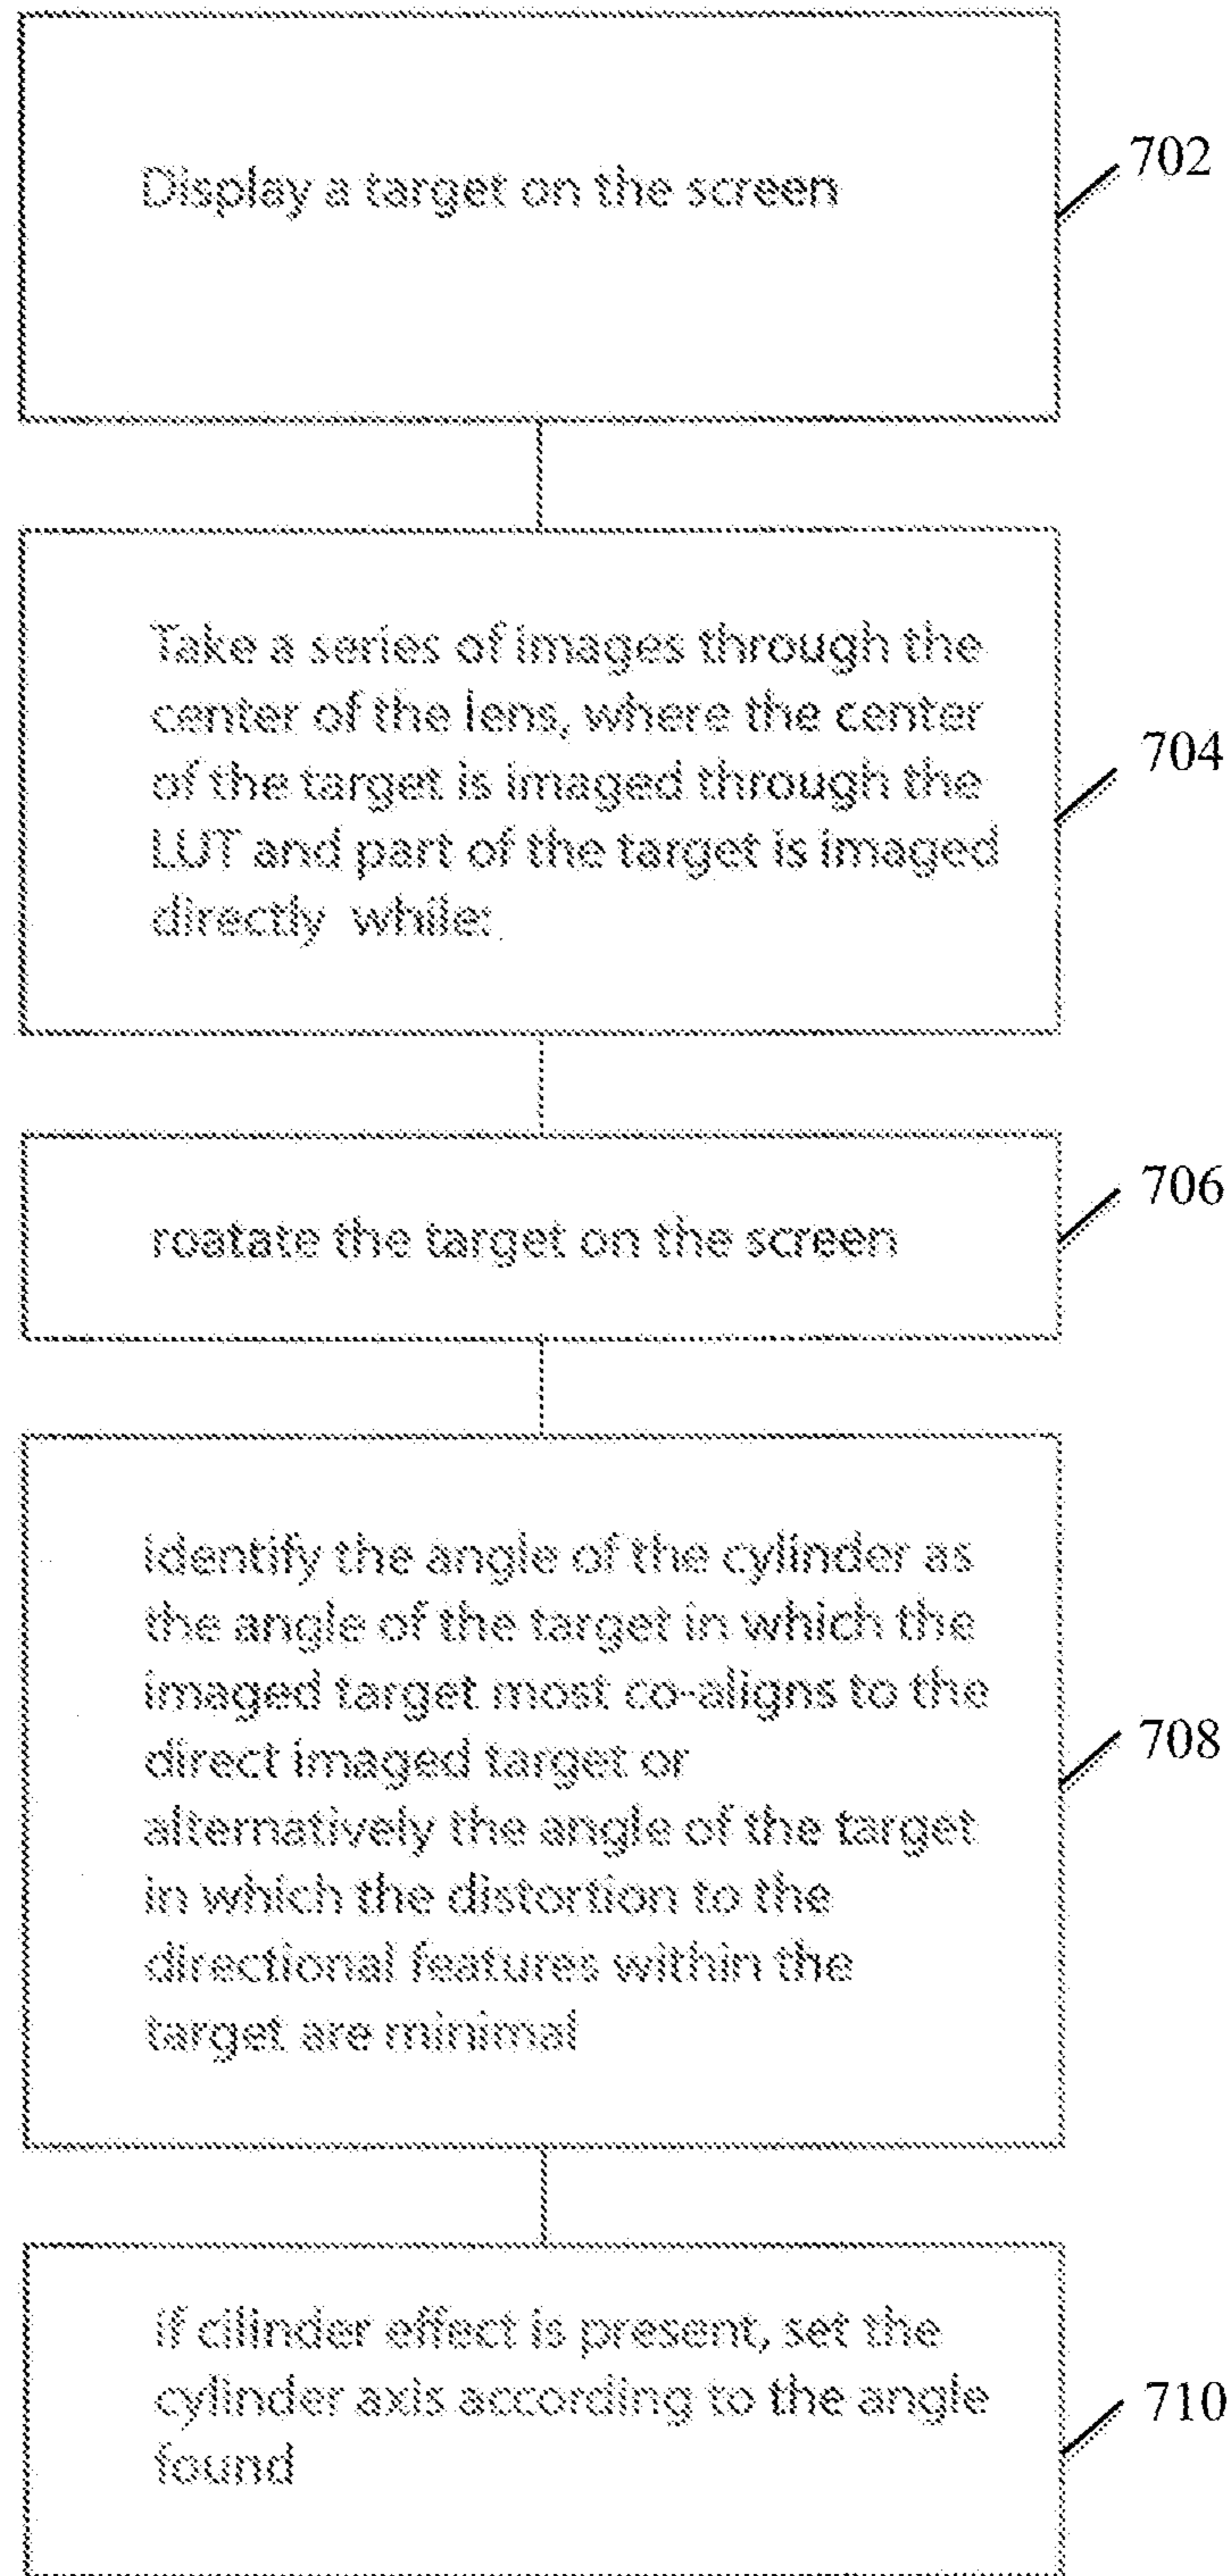 Display a target on the screen
702
Take a series of images through the
center of the lens, where the center
of the target is imaged through the
LUT and part of the target is imaged
directly while:
704
roatate the target on the screen
706
identify the angle of the cylinder as
the angle of the target in which the
imaged target most co-aligns to the
direct imaged target or
alternatively the angle of the target
in which the distortion to the
directional features within the
target are minimal
708
if cilinder effect is present, set the
cylinder axis according to the angle
found
710